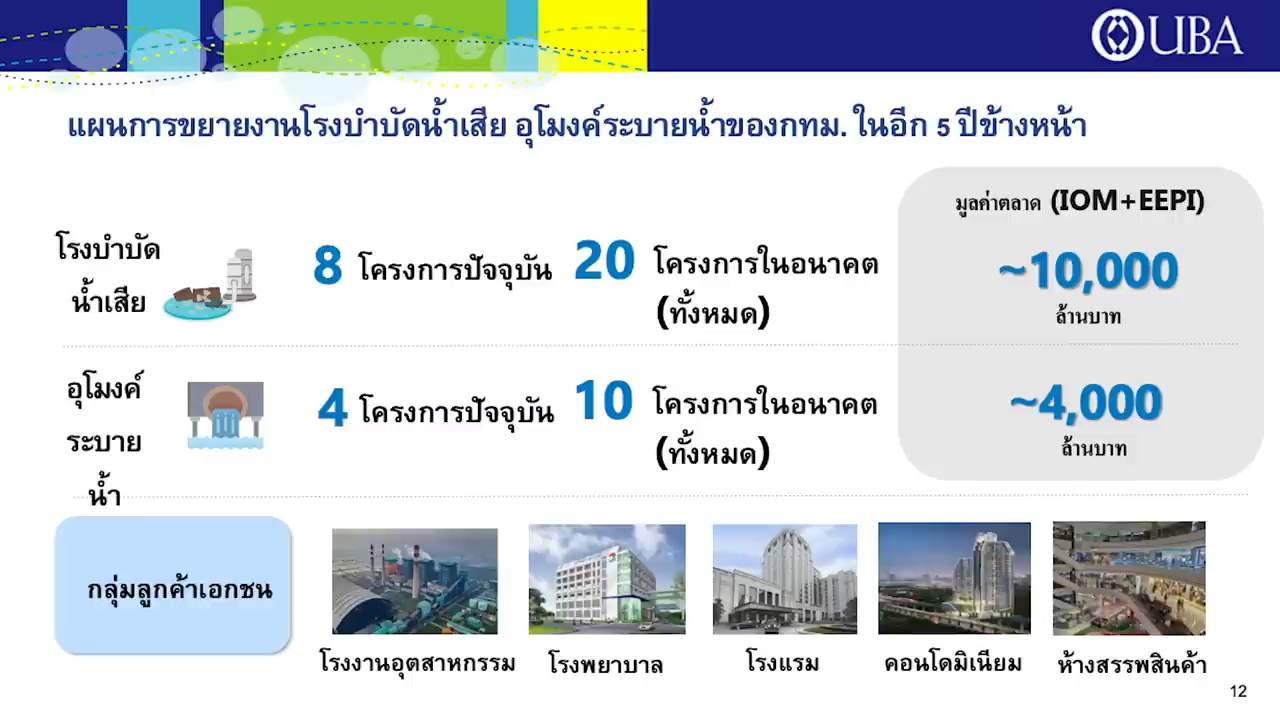 UBA
แผนการขยายงานโรงบำบัดน้ำเสีย อุโมงค์ระบายน้ำของกทม. ในอีก 5 ปีข้างหน้า
มูลค่าตลาด (IOM+EEPI)
โรงบำบัด
น้ำเสีย
8 โครงการปัจจุบัน
20 โครงการในอนาคต
(ทั้งหมด)
~10,000
ล้านบาท
อุโมงค์
ระบาย
น้ำ
4 โครงการปัจจุบัน
10 โครงการในอนาคต
(ทั้งหมด)
~4,000
ล้านบาท
กลุ่มลูกค้าเอกชน
โรงงานอุตสาหกรรม
โรงพยาบาล
โรงแรม
คอนโดมิเนียม
ห้างสรรพสินค้า
12